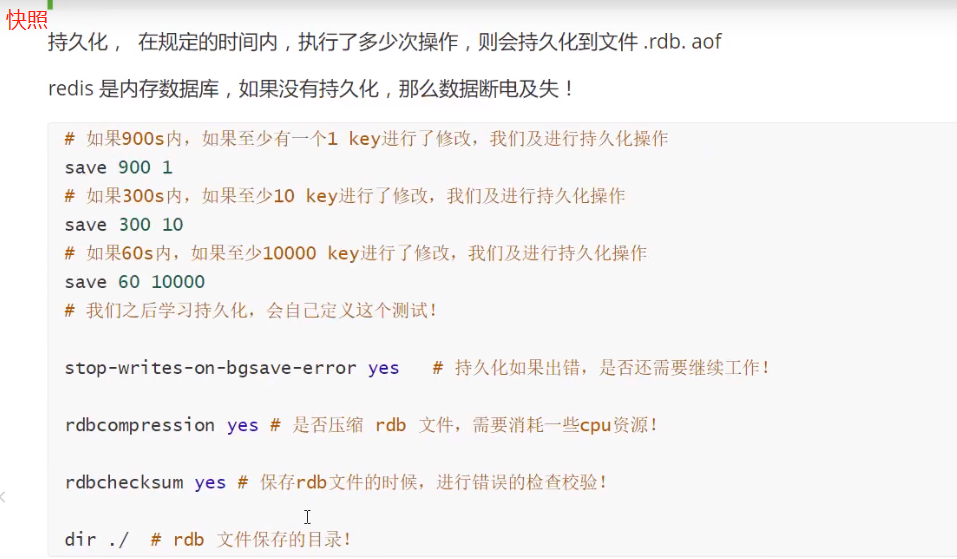 快照
持久化， 在规定的时间内，执行了多少次操作，则会持久化到文件 .rdb. aof
redis 是内存数据库，如果没有持久化，那么数据断电及失！
# 如果900s内，如果至少有一个1 key进行了修改，我们及进行持久化操作
save 900 1
# 如果300s内，如果至少10 key进行了修改，我们及进行持久化操作
save 300 10
# 如果60s内，如果至少10000 key进行了修改，我们及进行持久化操作
save 60 10000
# 我们之后学习持久化，会自己定义这个测试！
stop-writes-on-bgsave-error yes # 持久化如果出错，是否还需要继续工作！
rdbcompression yes # 是否压缩 rdb 文件，需要消耗一些cpu资源！
rdbchecksum yes # 保存rdb文件的时候，进行错误的检查校验！
dir ./ # rdb 文件保存的目录！